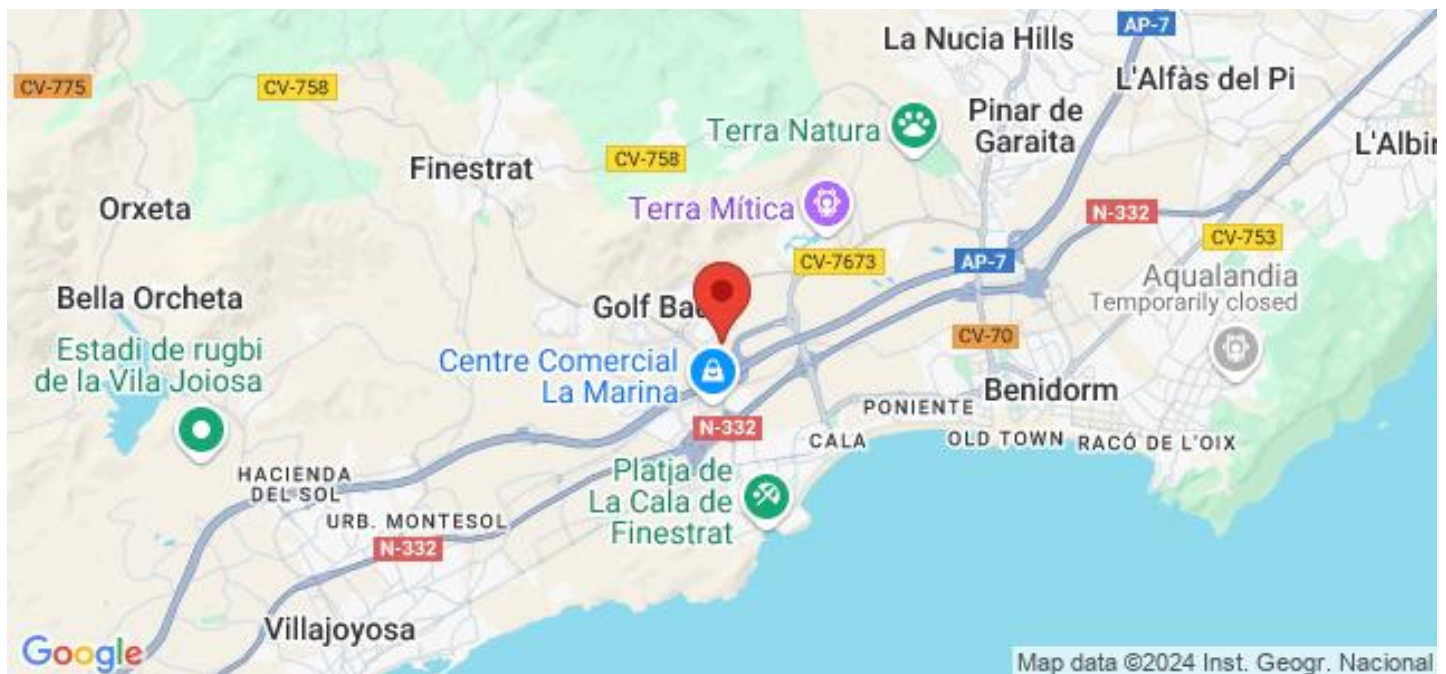 AP-7
La Nucia Hills
L'Alfàs del Pi
CV-775
CV-758
Terra Natura
Pinar de
Garaita
L'Albir
Finestrat
CV-758
Orxeta
Terra Mítica
N-332
CV-753
CV-7673
AP-7
Aqualandia
Temporarily closed
Bella Orcheta
Golf Ba
Estadi de rugbi
de la Vila Joiosa
Centre Comercial
La Marina
CV-70
Benidorm
PONIENTE
N-332
CALA
OLD TOWN
RACÓ DE L'OIX
HACIENDA
DEL SOL
Platja de
La Cala de
Finestrat
URB. MONTESOL
N-332
Villajoyosa
Google
Map data ©2024 Inst. Geogr. Nacional